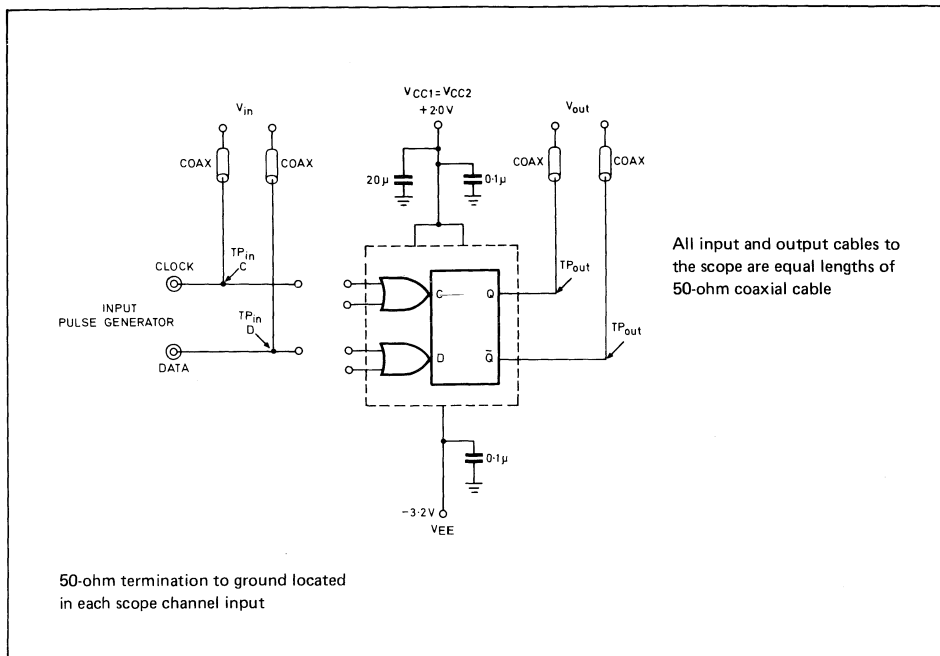 VCC1 = VCC2
+2·0V
Vin
Vout
COAX
COAX
20μ
0·1μ
COAX
COAX
All input and output cables to
the scope are equal lengths of
50-ohm coaxial cable
CLOCK
TPin
C
C
Q
TPout
INPUT
PULSE GENERATOR
TPin
D
DATA
D
Q̅
TPout
0·1μ
−3·2V
VEE
50-ohm termination to ground located
in each scope channel input